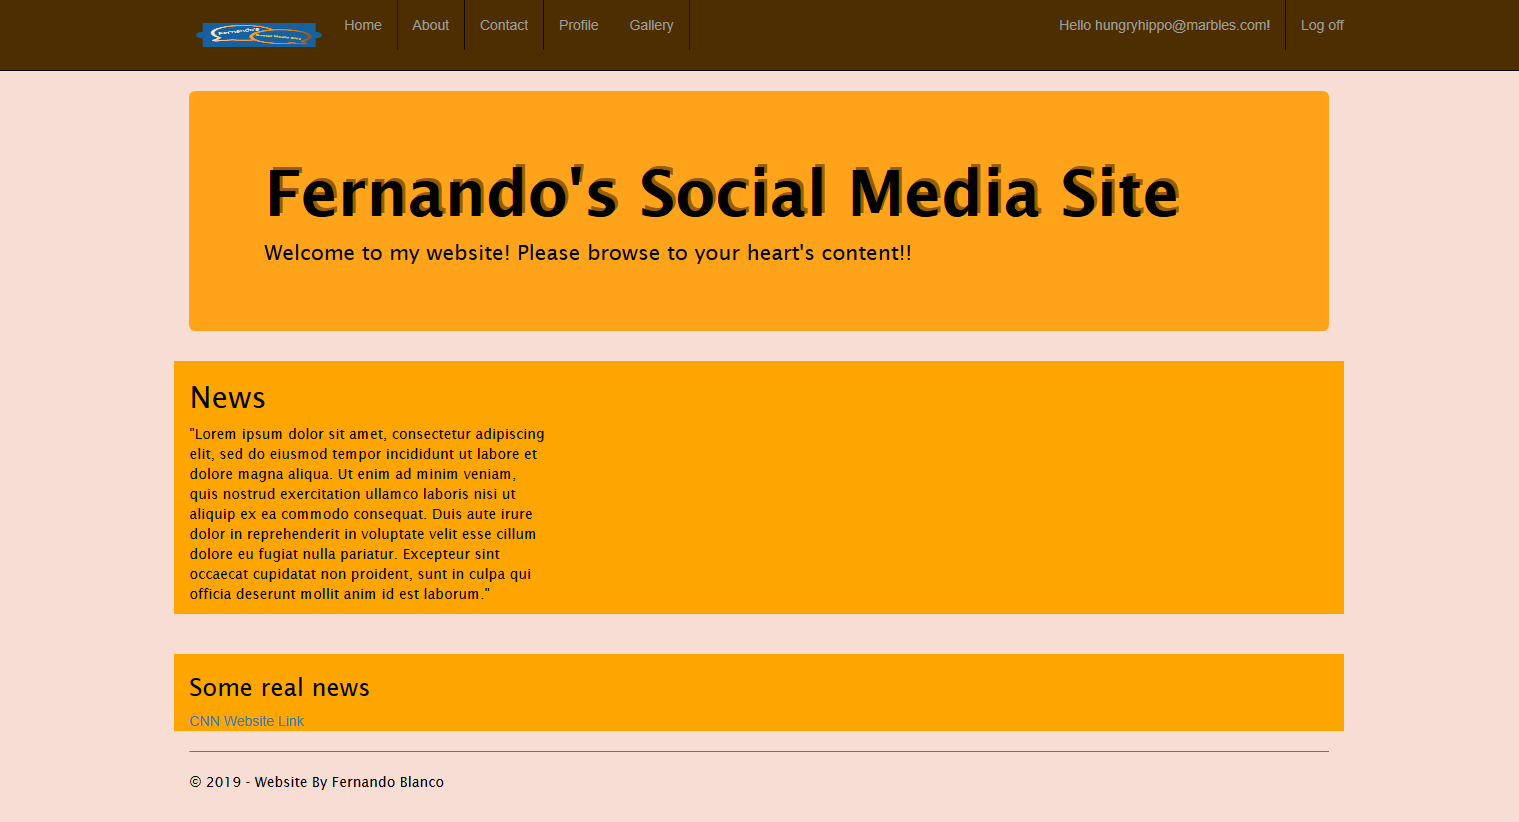 Fernando's
Social Media Site
Home
About
Contact
Profile
Gallery
Hello hungryhippo@marbles.com!
Log off
Fernando's Social Media Site
Welcome to my website! Please browse to your heart's content!!
News
"Lorem ipsum dolor sit amet, consectetur adipiscing
elit, sed do eiusmod tempor incididunt ut labore et
dolore magna aliqua. Ut enim ad minim veniam,
quis nostrud exercitation ullamco laboris nisi ut
aliquip ex ea commodo consequat. Duis aute irure
dolor in reprehenderit in voluptate velit esse cillum
dolore eu fugiat nulla pariatur. Excepteur sint
occaecat cupidatat non proident, sunt in culpa qui
officia deserunt mollit anim id est laborum."
Some real news
CNN Website Link
© 2019 - Website By Fernando Blanco